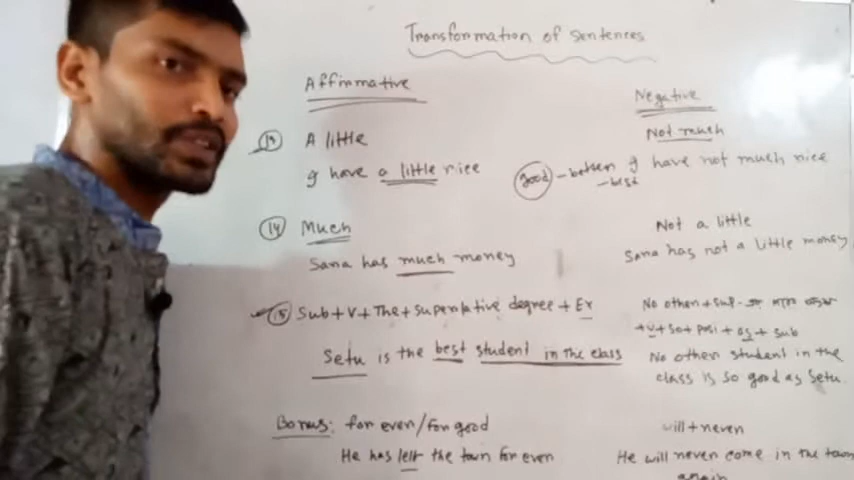 Transformation of Sentences
Affirmative
Negative
13 A little
Not much
I have a little rice
good - better
- best
I have not much rice
14 Much
Not a little
Sana has much money
Sana has not a little money
15 Sub+V+The+superlative degree + Ex
No other +
+V+so+posi+as+sub
Setu is the best student in the class
No other student in the
class is so good as Setu.
Bonus: for ever/for good
will+never
He has left the town for ever
He will never come in the town
again